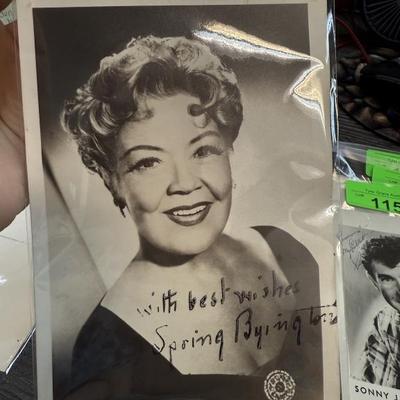 with best wishes
Spring Byington
115
SONNY J